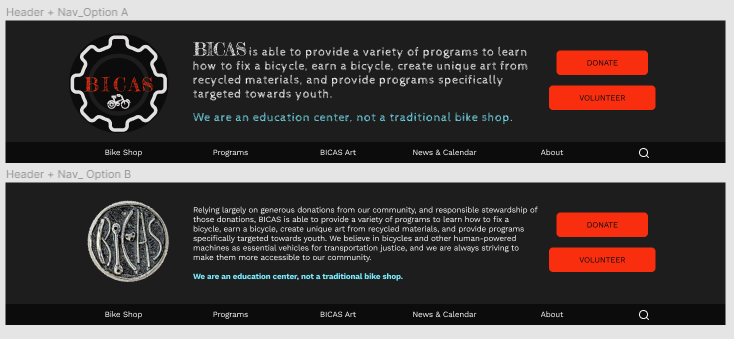 Header + Nav_Option A
BICAS
BICAS is able to provide a variety of programs to learn
how to fix a bicycle, earn a bicycle, create unique art from
recycled materials, and provide programs specifically
targeted towards youth.
We are an education center, not a traditional bike shop.
DONATE
VOLUNTEER
Bike Shop
Programs
BICAS Art
News & Calendar
About
Header + Nav_ Option B
BICAS
Relying largely on generous donations from our community, and responsible stewardship of
those donations, BICAS is able to provide a variety of programs to learn how to fix a
bicycle, earn a bicycle, create unique art from recycled materials, and provide programs
specifically targeted towards youth. We believe in bicycles and other human-powered
machines as essential vehicles for transportation justice, and we are always striving to
make them more accessible to our community.
We are an education center, not a traditional bike shop.
DONATE
VOLUNTEER
Bike Shop
Programs
BICAS Art
News & Calendar
About